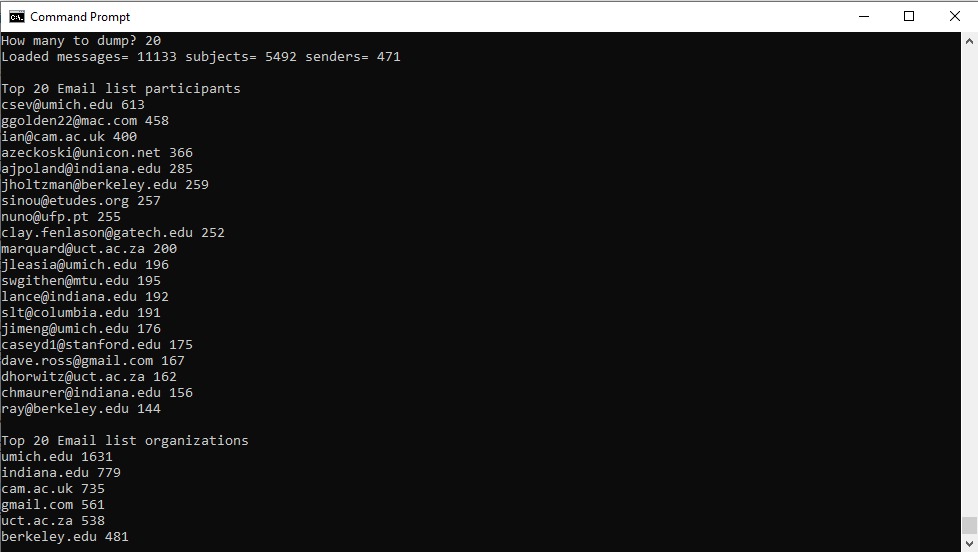 Command Prompt
How many to dump? 20
Loaded messages= 11133 subjects= 5492 senders= 471
Top 20 Email list participants
csev@umich.edu 613
ggolden22@mac.com 458
ian@cam.ac.uk 400
azeckoski@unicon.net 366
ajpoland@indiana.edu 285
jholtzman@berkeley.edu 259
sinou@etudes.org 257
nuno@ufp.pt 255
clay.fenlason@gatech.edu 252
marquard@uct.ac.za 200
jleasia@umich.edu 196
swgithen@mtu.edu 195
lance@indiana.edu 192
slt@columbia.edu 191
jimeng@umich.edu 176
caseyd1@stanford.edu 175
dave.ross@gmail.com 167
dhorwitz@uct.ac.za 162
chmaurer@indiana.edu 156
ray@berkeley.edu 144
Top 20 Email list organizations
umich.edu 1631
indiana.edu 779
cam.ac.uk 735
gmail.com 561
uct.ac.za 538
berkeley.edu 481